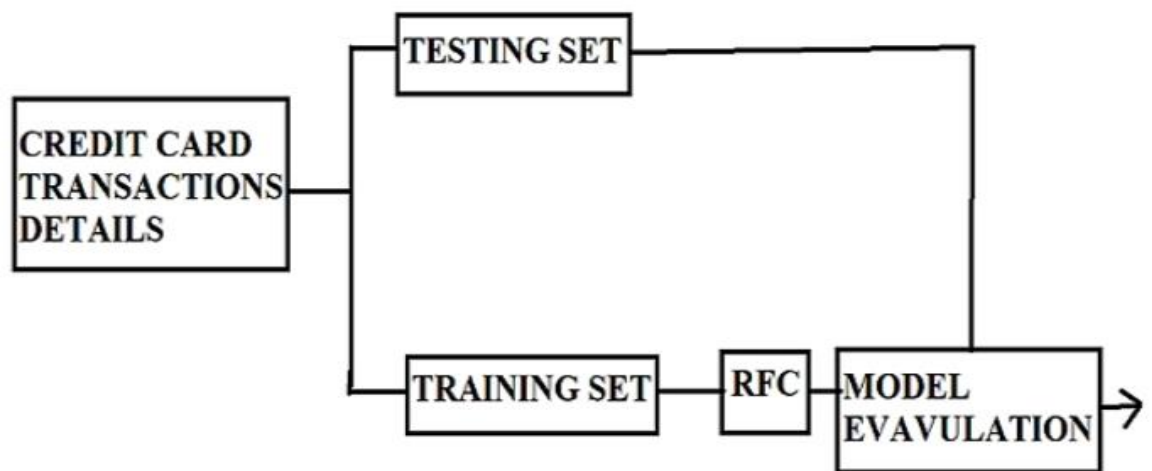 TESTING SET
CREDIT CARD
TRANSACTIONS
DETAILS
TRAINING SET
RFC
MODEL
EVAVULATION